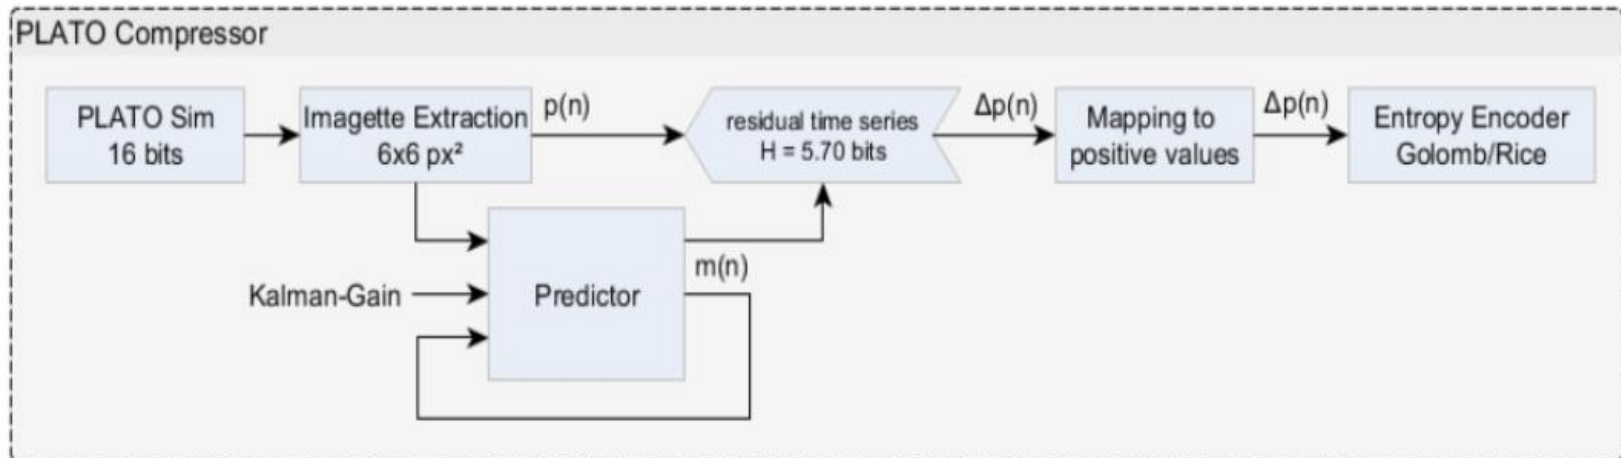 PLATO Compressor
PLATO Sim
16 bits
Imagette Extraction
6x6 px²
p(n)
residual time series
H = 5.70 bits
Δp(n)
Mapping to
positive values
Δp(n)
Entropy Encoder
Golomb/Rice
Kalman-Gain
Predictor
m(n)